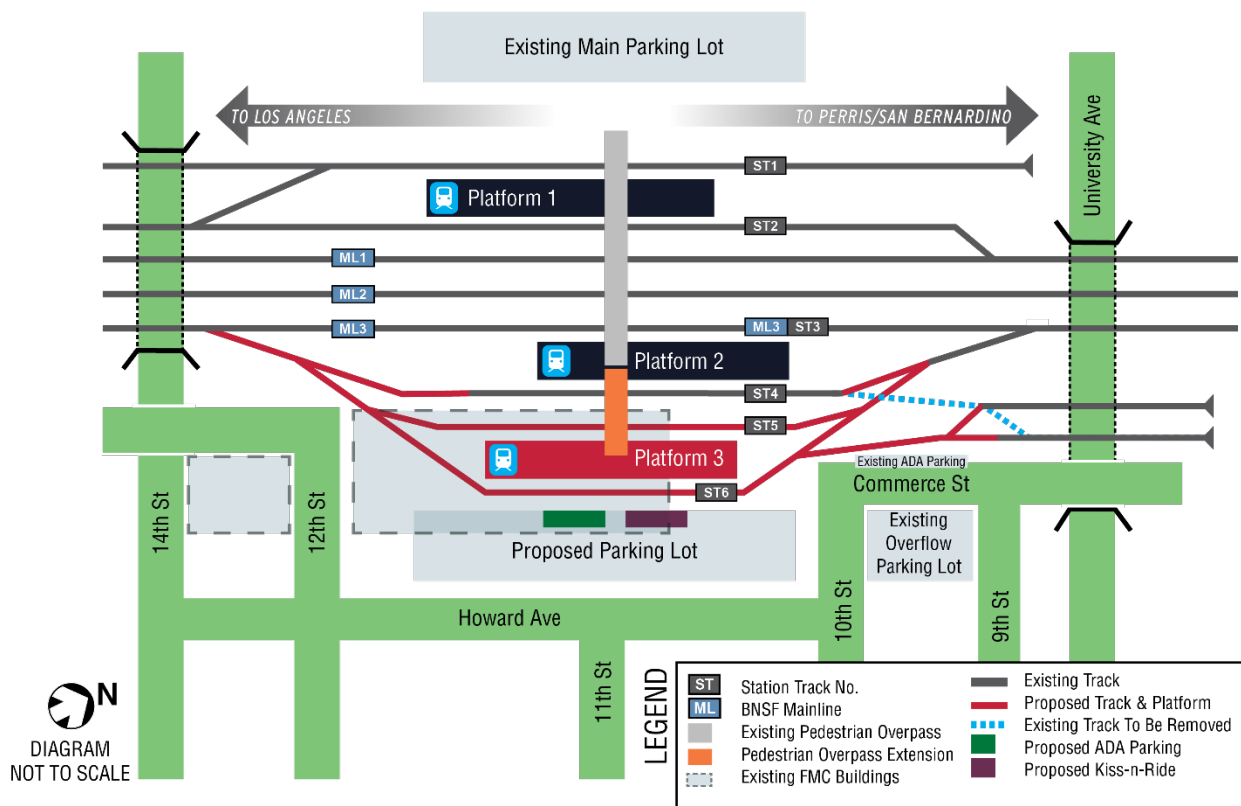 Existing Main Parking Lot
TO LOS ANGELES
TO PERRIS/SAN BERNARDINO
University Ave
ST1
Platform 1
ST2
ML1
ML2
ML3
ML3 ST3
Platform 2
ST4
ST5
Platform 3
Existing ADA Parking
Commerce St
ST6
14th St
12th St
Proposed Parking Lot
Existing
Overflow
Parking Lot
10th St
9th St
Howard Ave
11th St
N
DIAGRAM
NOT TO SCALE
LEGEND
ST Station Track No.
ML BNSF Mainline
Existing Pedestrian Overpass
Pedestrian Overpass Extension
Existing FMC Buildings
Existing Track
Proposed Track & Platform
Existing Track To Be Removed
Proposed ADA Parking
Proposed Kiss-n-Ride